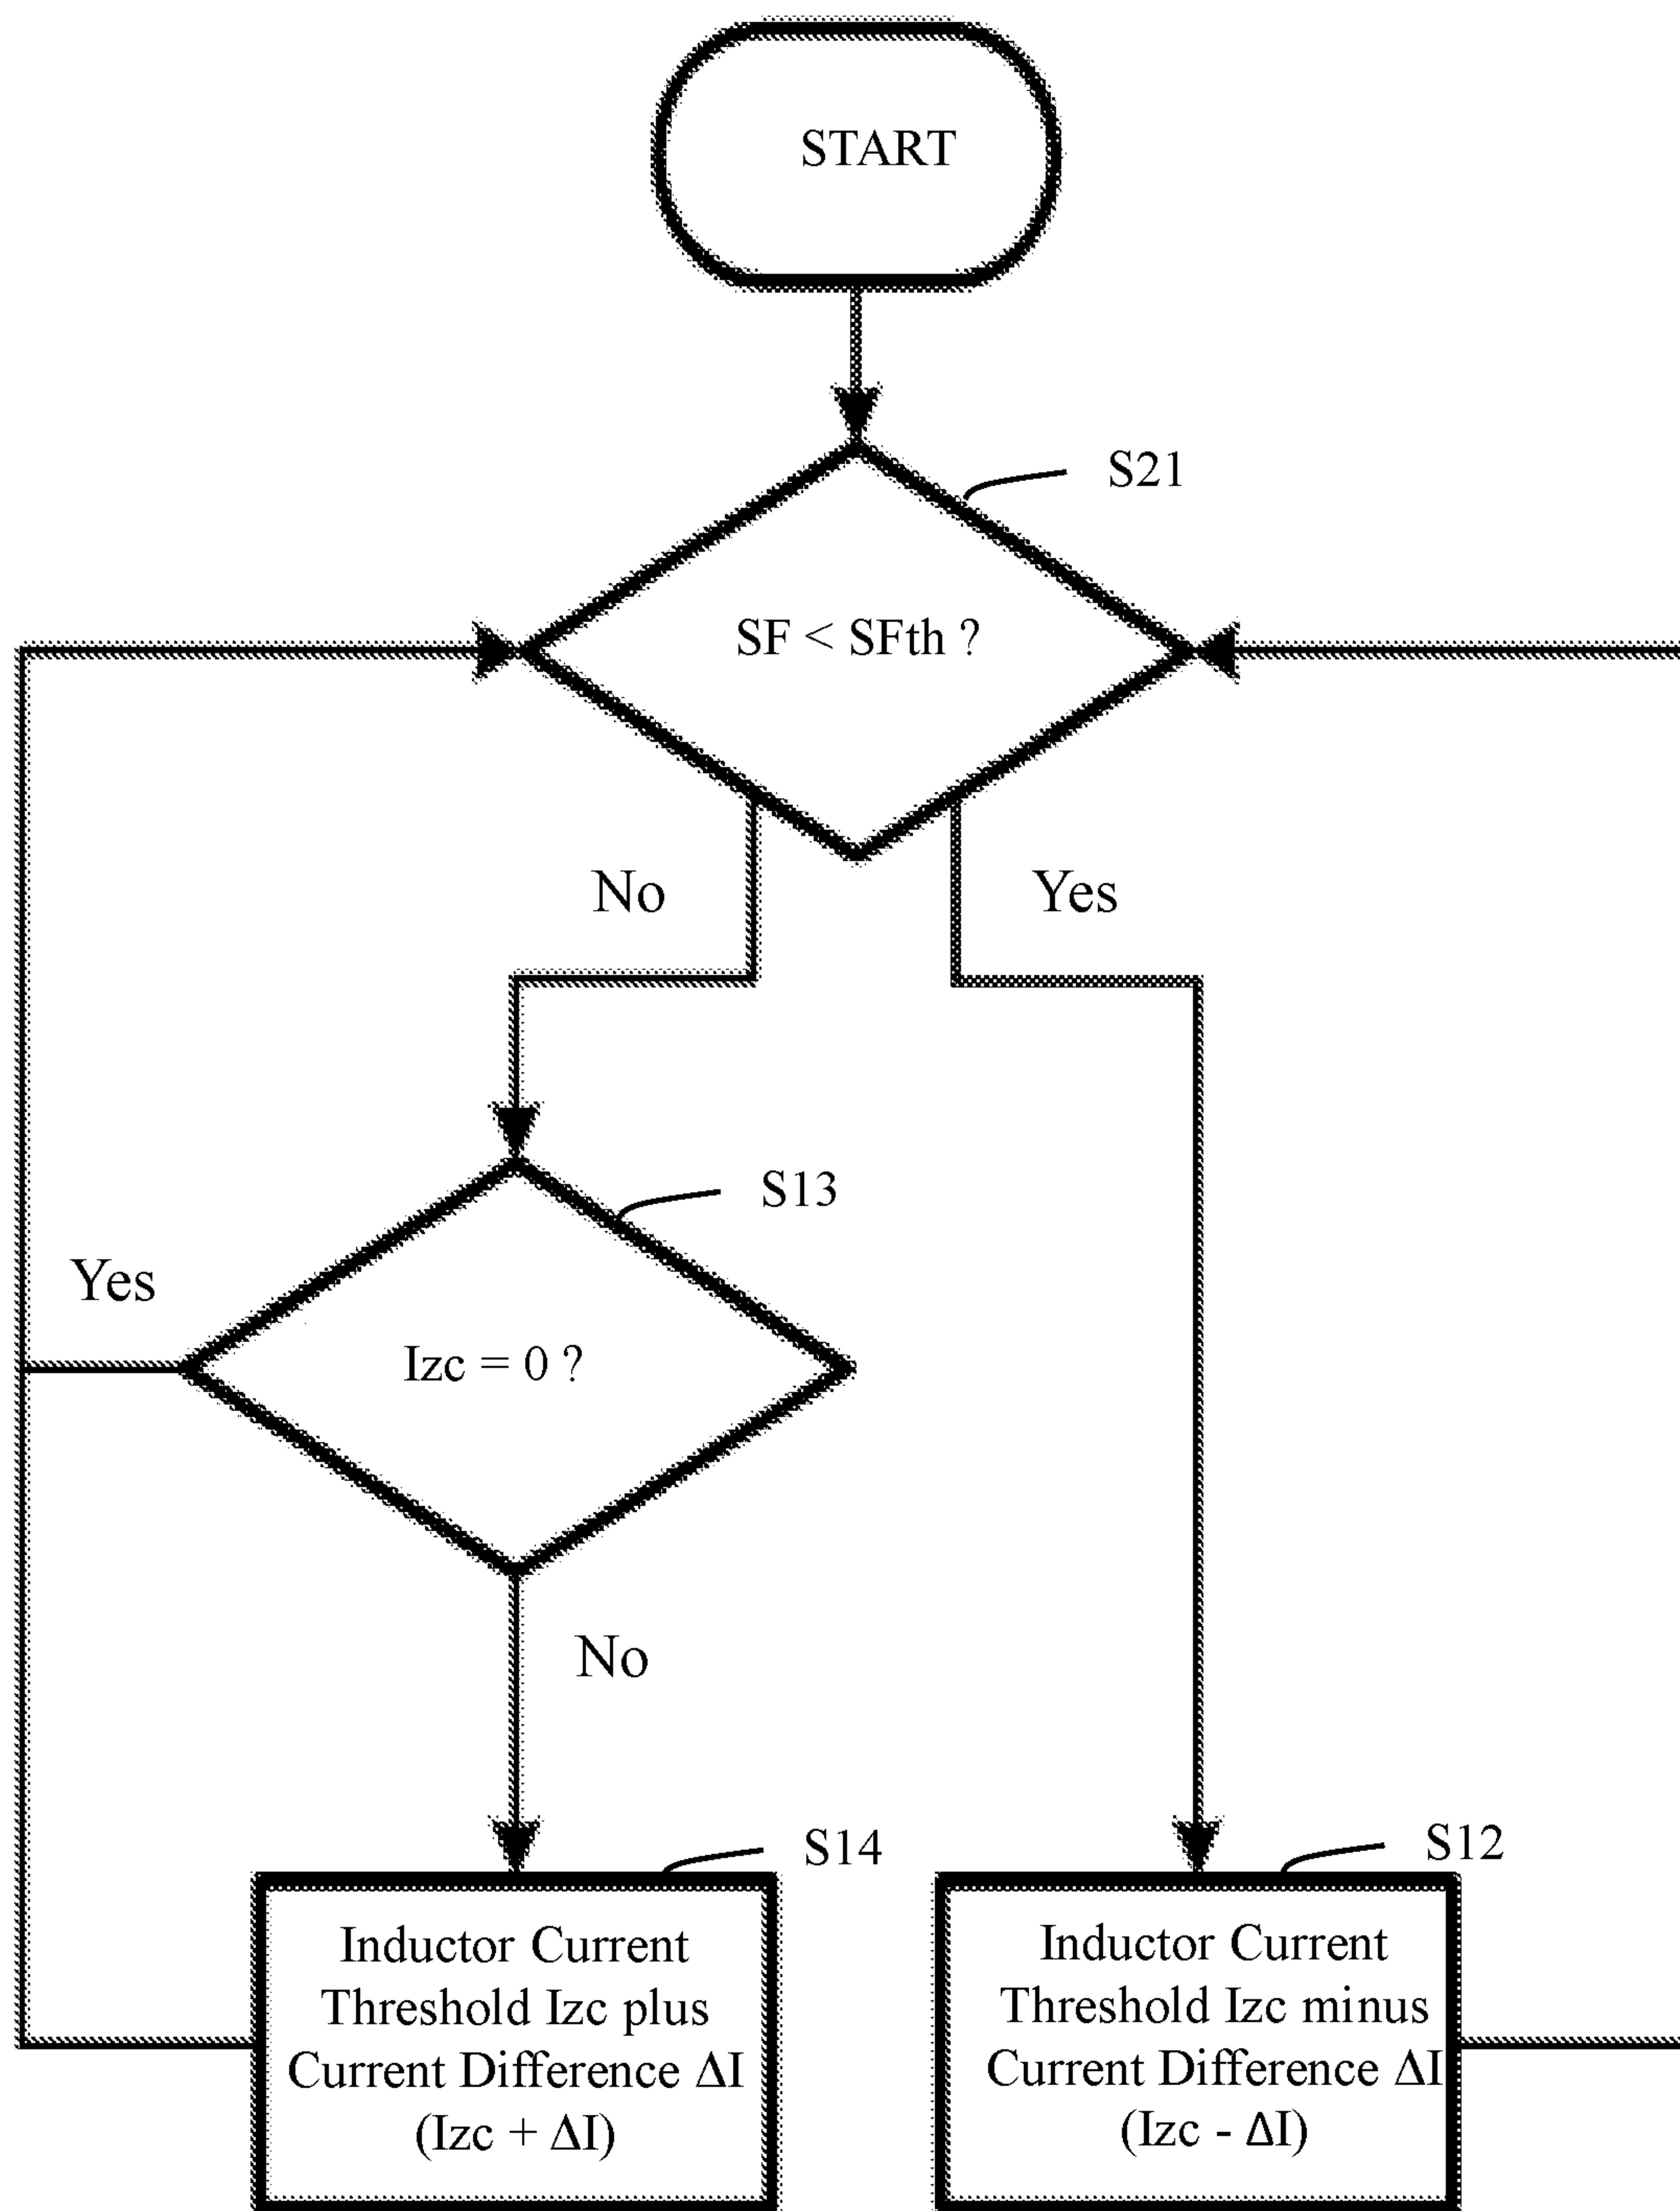 START
S21
SF < SFth ?
No
Yes
S13
Yes
Izc = 0 ?
No
S14
Inductor Current
Threshold Izc plus
Current Difference ΔI
(Izc + ΔI)
S12
Inductor Current
Threshold Izc minus
Current Difference ΔI
(Izc - ΔI)